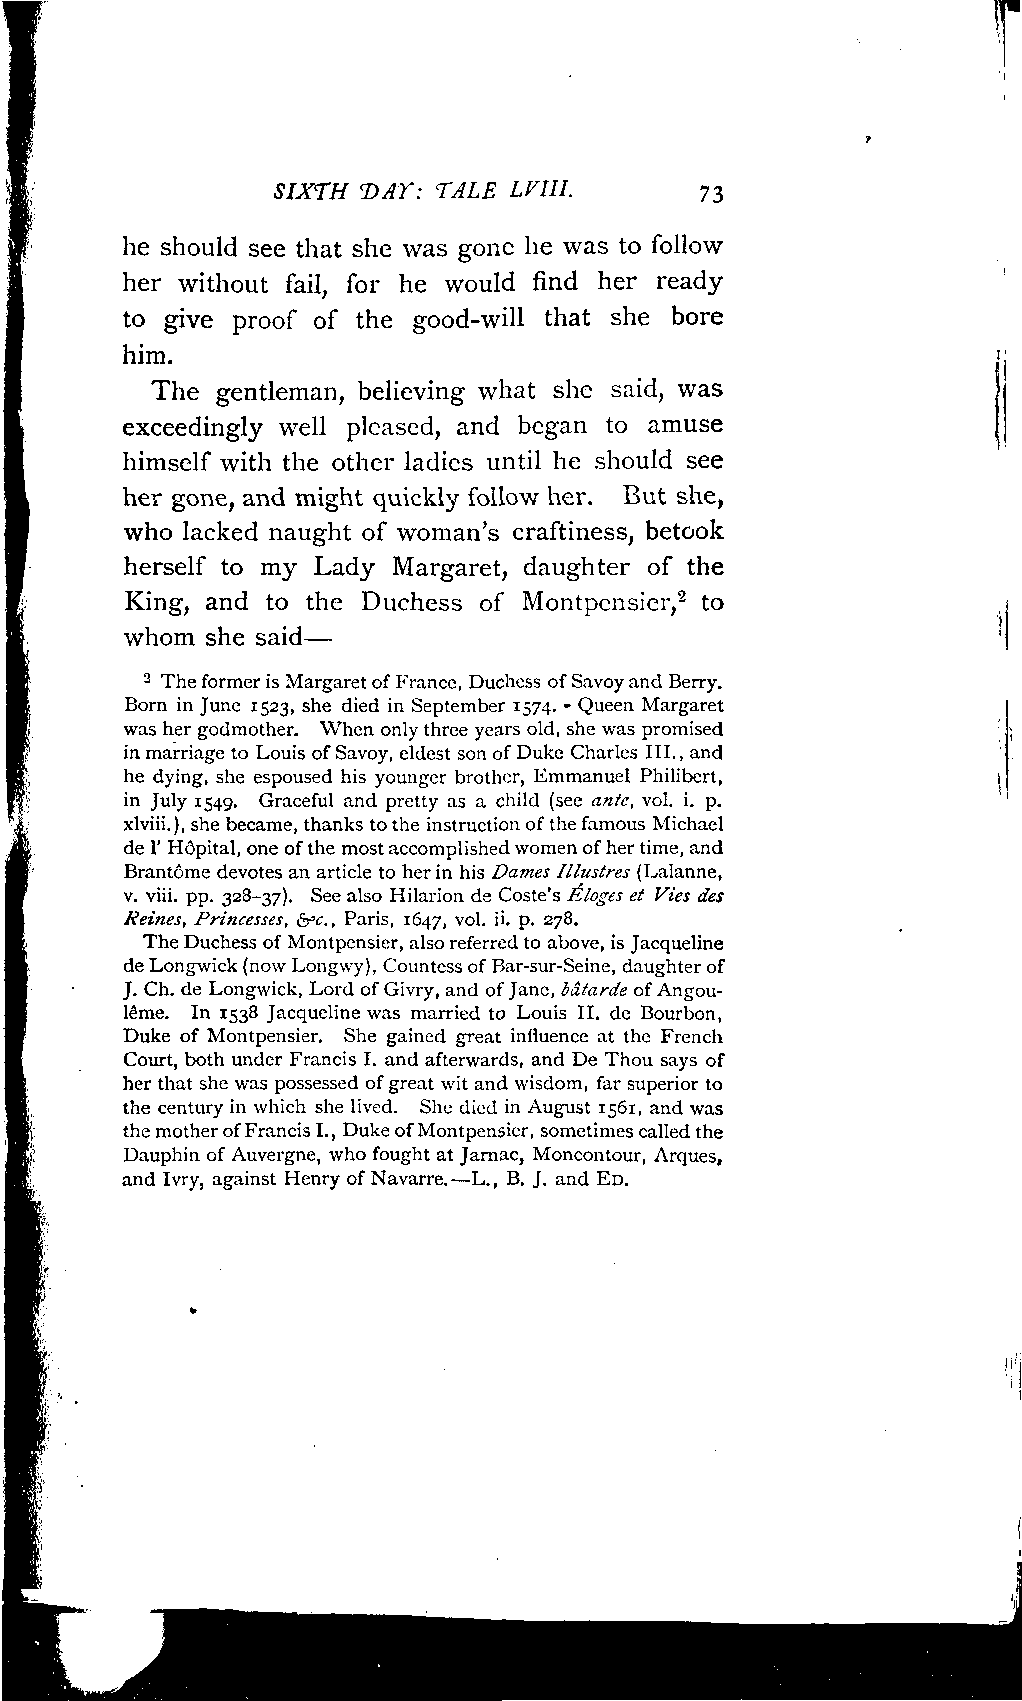 SIXTH DAY: TALE LVIII. 73
he should see that she was gone he was to follow
her without fail, for he would find her ready
to give proof of the good-will that she bore
him.
The gentleman, believing what she said, was
exceedingly well pleased, and began to amuse
himself with the other ladies until he should see
her gone, and might quickly follow her. But she,
who lacked naught of woman's craftiness, betook
herself to my Lady Margaret, daughter of the
King, and to the Duchess of Montpensier,² to
whom she said—
² The former is Margaret of France, Duchess of Savoy and Berry.
Born in June 1523, she died in September 1574. Queen Margaret
was her godmother. When only three years old, she was promised
in marriage to Louis of Savoy, eldest son of Duke Charles III., and
he dying, she espoused his younger brother, Emmanuel Philibert,
in July 1549. Graceful and pretty as a child (see ante, vol. i. p.
xlviii.), she became, thanks to the instruction of the famous Michael
de l' Hôpital, one of the most accomplished women of her time, and
Brantôme devotes an article to her in his Dames Illustres (Lalanne,
v. viii. pp. 328-37). See also Hilarion de Coste's Éloges et Vies des
Reines, Princesses, &c., Paris, 1647, vol. ii. p. 278.
The Duchess of Montpensier, also referred to above, is Jacqueline
de Longwick (now Longwy), Countess of Bar-sur-Seine, daughter of
J. Ch. de Longwick, Lord of Givry, and of Jane, bâtarde of Angou-
lême. In 1538 Jacqueline was married to Louis II. de Bourbon,
Duke of Montpensier. She gained great influence at the French
Court, both under Francis I. and afterwards, and De Thou says of
her that she was possessed of great wit and wisdom, far superior to
the century in which she lived. She died in August 1561, and was
the mother of Francis I., Duke of Montpensier, sometimes called the
Dauphin of Auvergne, who fought at Jarnac, Moncontour, Arques,
and Ivry, against Henry of Navarre.—L., B. J. and ED.